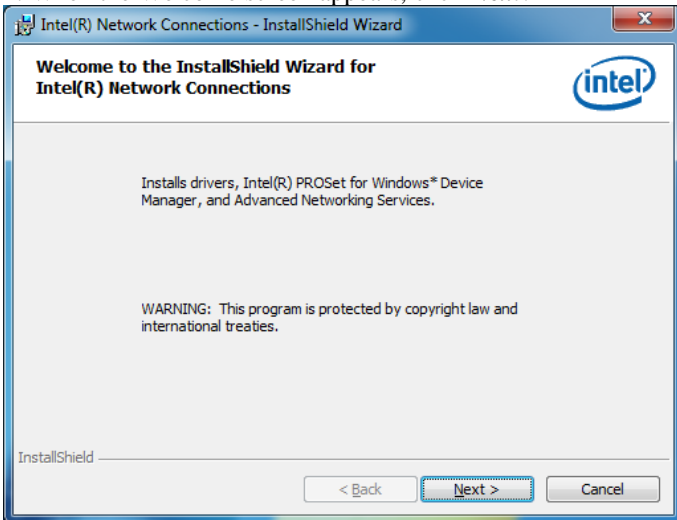 Intel(R) Network Connections - InstallShield Wizard
Welcome to the InstallShield Wizard for
Intel(R) Network Connections
intel
Installs drivers, Intel(R) PROSet for Windows* Device
Manager, and Advanced Networking Services.
WARNING: This program is protected by copyright law and
international treaties.
InstallShield
< Back Next > Cancel